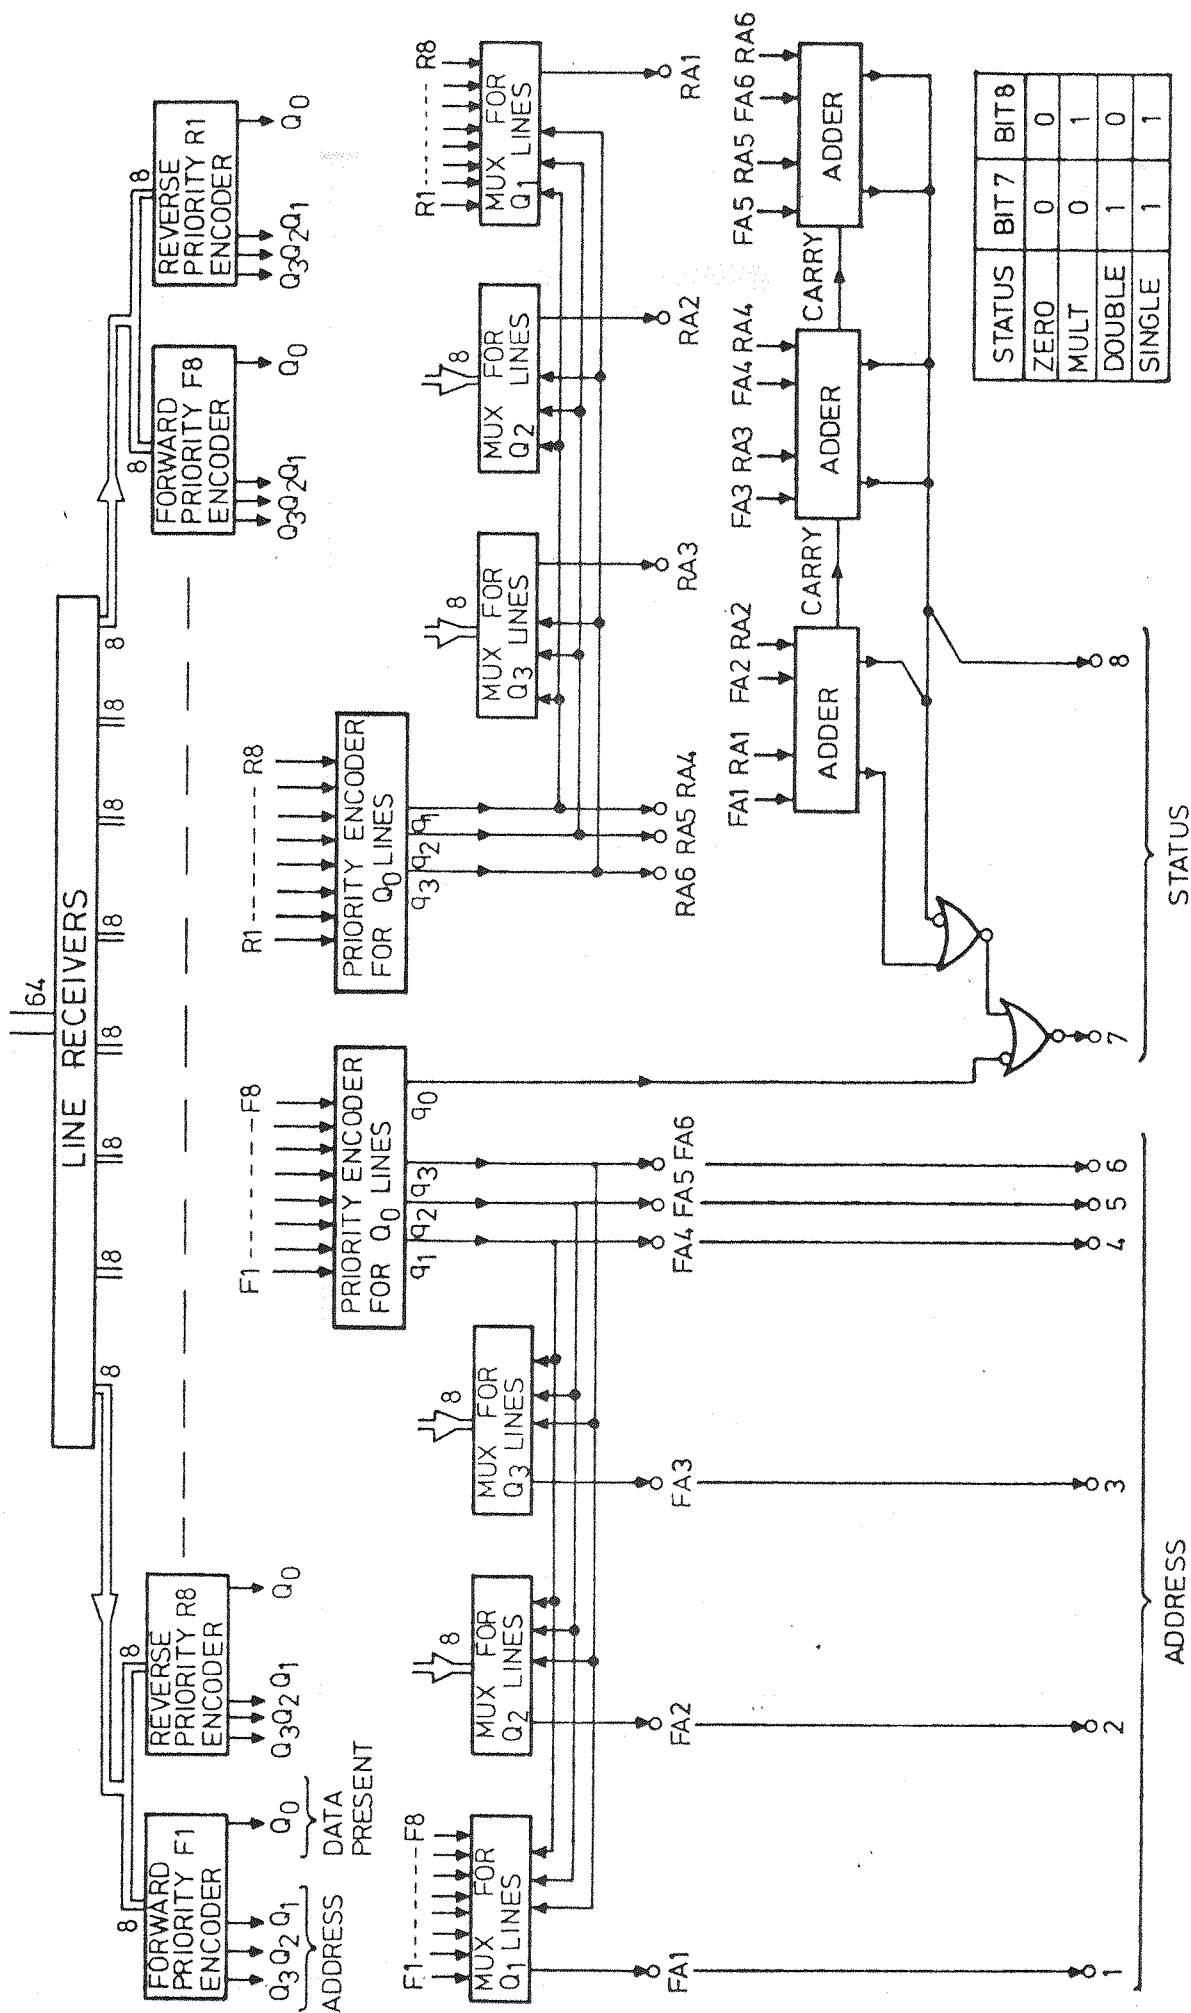 64
LINE RECEIVERS
8
8
8
8
8
8
8
8
8
8
8
8
FORWARD
PRIORITY F1
ENCODER
REVERSE
PRIORITY R8
ENCODER
FORWARD
PRIORITY F8
ENCODER
REVERSE
PRIORITY R1
ENCODER
Q3 Q2 Q1
Q0
Q3 Q2 Q1
Q0
Q3 Q2 Q1
Q0
Q3 Q2 Q1
Q0
ADDRESS
DATA
PRESENT
F1 F8
PRIORITY ENCODER
FOR Q0 LINES
q1 q2 q3 q0
R1 R8
PRIORITY ENCODER
FOR Q0 LINES
q3 q2 q1
F1 F8
MUX FOR
Q1 LINES
8
MUX FOR
Q2 LINES
8
MUX FOR
Q3 LINES
8
MUX FOR
Q3 LINES
8
MUX FOR
Q2 LINES
R1 R8
MUX FOR
Q1 LINES
FA1
FA2
FA3
FA4 FA5 FA6
RA6 RA5 RA4
RA3
RA2
RA1
FA1 RA1 FA2 RA2
ADDER
CARRY
FA3 RA3 FA4 RA4
ADDER
CARRY
FA5 RA5 FA6 RA6
ADDER
1
2
3
4
5
6
7
8
ADDRESS
STATUS
STATUS BIT 7 BIT 8
ZERO 0 0
MULT 0 1
DOUBLE 1 0
SINGLE 1 1